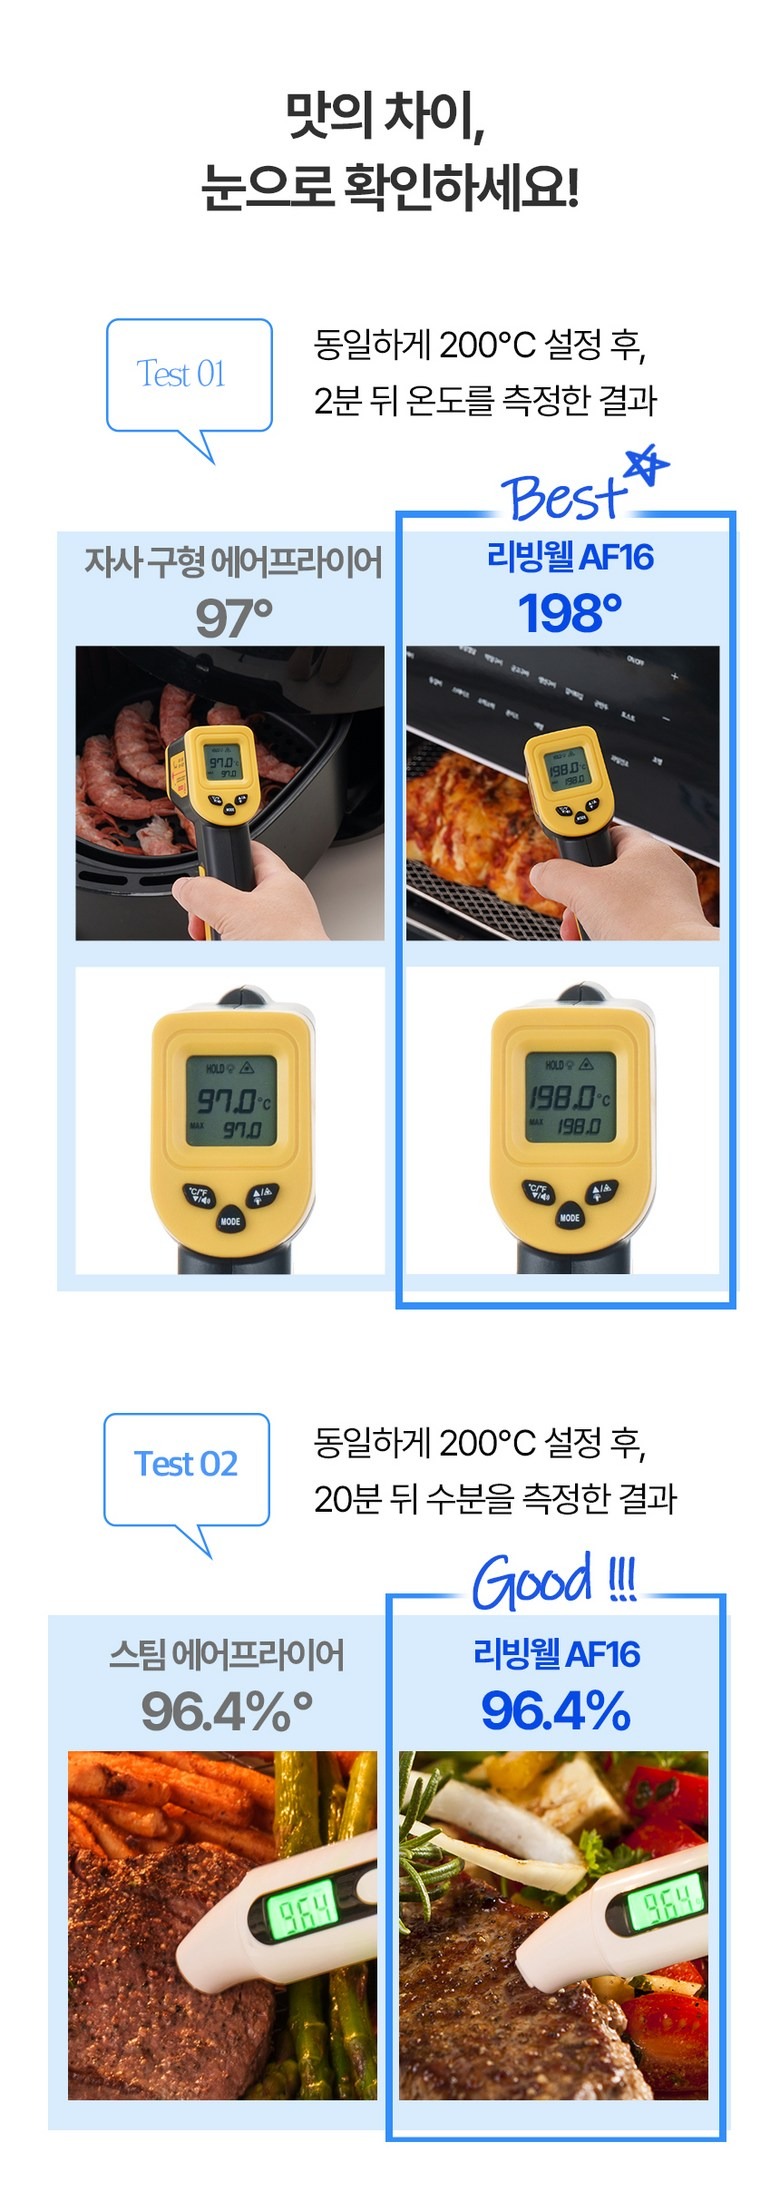 맛의 차이,
눈으로 확인하세요!
Test 01
동일하게 200°C 설정 후,
2분 뒤 온도를 측정한 결과
Best
자사 구형 에어프라이어
97°
리빙웰 AF16
198°
97.0
97.0
ON/OFF
198.0
198.0
HOLD
97.0°C
MAX 97.0
°C/°F
MODE
HOLD
198.0°C
MAX 198.0
°C/°F
MODE
Test 02
동일하게 200°C 설정 후,
20분 뒤 수분을 측정한 결과
Good !!!
스팀 에어프라이어
96.4%°
리빙웰 AF16
96.4%
96.4
96.4